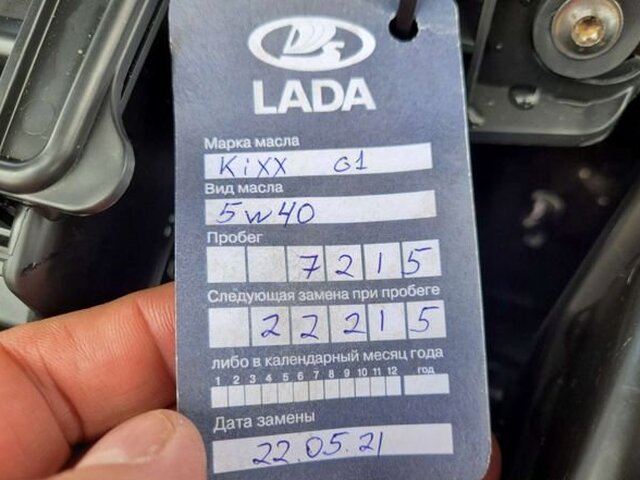 LADA
Марка масла
Kixx G1
Вид масла
5w40
Пробег
7215
Следующая замена при пробеге
22215
либо в календарный месяц года
1 2 3 4 5 6 7 8 9 10 11 12 год
Дата замены
22.05.21